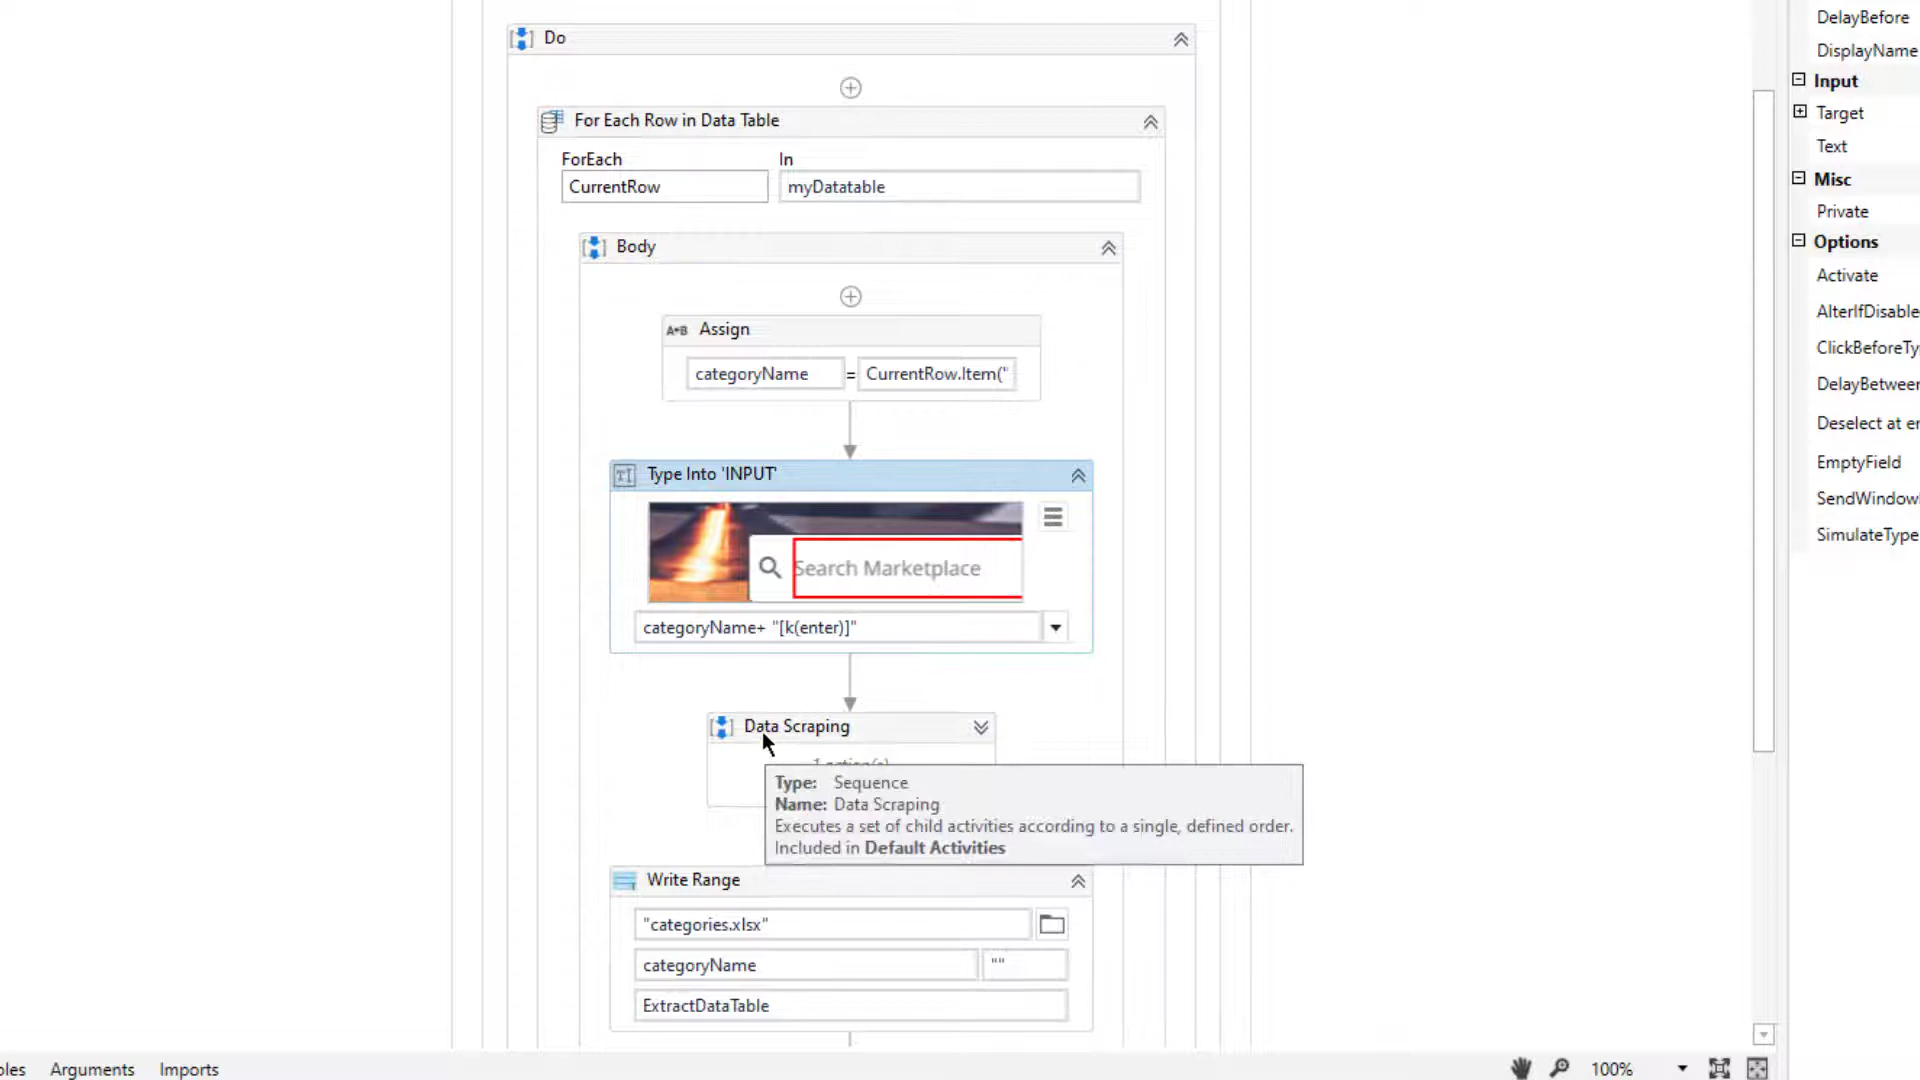 Do
For Each Row in Data Table
ForEach
In
CurrentRow
myDatatable
Body
A+B Assign
categoryName = CurrentRow.Item("
Type Into 'INPUT'
Search Marketplace
categoryName+ "[k(enter)]"
Data Scraping
Type: Sequence
Name: Data Scraping
Executes a set of child activities according to a single, defined order.
Included in Default Activities
Write Range
"categories.xlsx"
categoryName
""
ExtractDataTable
DelayBefore
DisplayName
Input
Target
Text
Misc
Private
Options
Activate
AlterIfDisable
ClickBeforeTy
DelayBetween
Deselect at e
EmptyField
SendWindow
SimulateType
bles
Arguments
Imports
100%